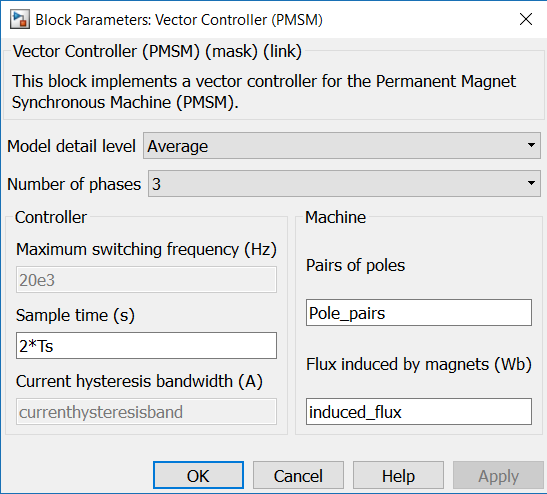 Block Parameters: Vector Controller (PMSM)
Vector Controller (PMSM) (mask) (link)
This block implements a vector controller for the Permanent Magnet
Synchronous Machine (PMSM).
Model detail level Average
Number of phases 3
Controller
Maximum switching frequency (Hz)
20e3
Sample time (s)
2*Ts
Current hysteresis bandwidth (A)
currenthysteresisband
Machine
Pairs of poles
Pole_pairs
Flux induced by magnets (Wb)
induced_flux
OK Cancel Help Apply